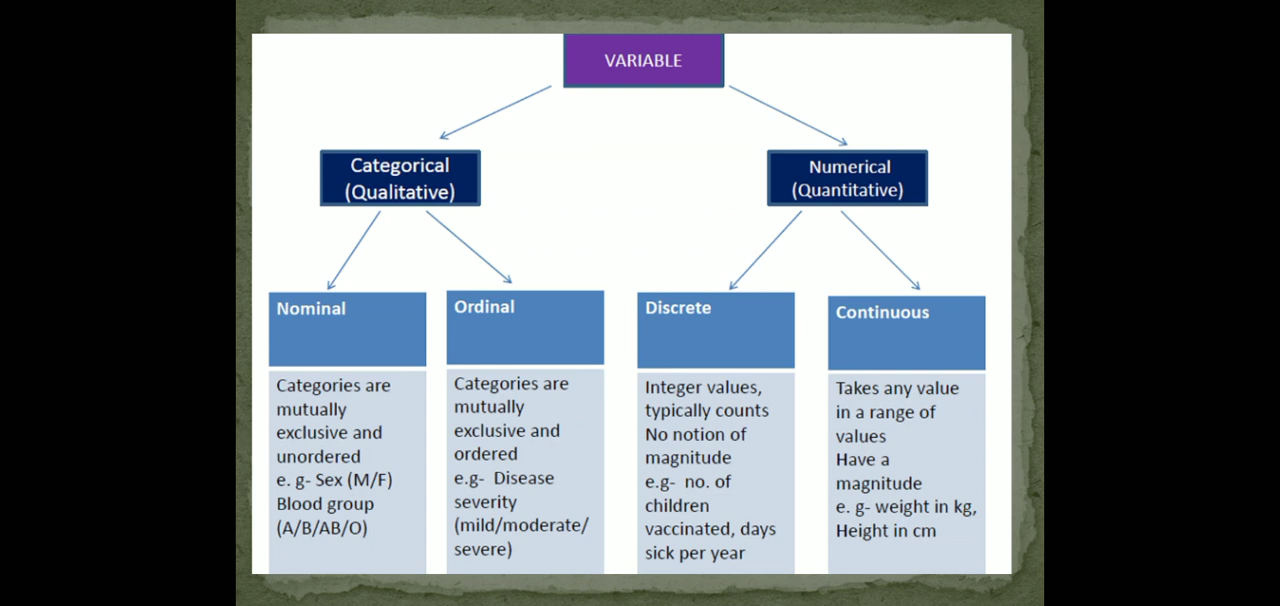 VARIABLE
Categorical
(Qualitative)
Numerical
(Quantitative)
Nominal
Categories are
mutually
exclusive and
unordered
e. g- Sex (M/F)
Blood group
(A/B/AB/O)
Ordinal
Categories are
mutually
exclusive and
ordered
e.g- Disease
severity
(mild/moderate/
severe)
Discrete
Integer values,
typically counts
No notion of
magnitude
e.g- no. of
children
vaccinated, days
sick per year
Continuous
Takes any value
in a range of
values
Have a
magnitude
e. g- weight in kg,
Height in cm